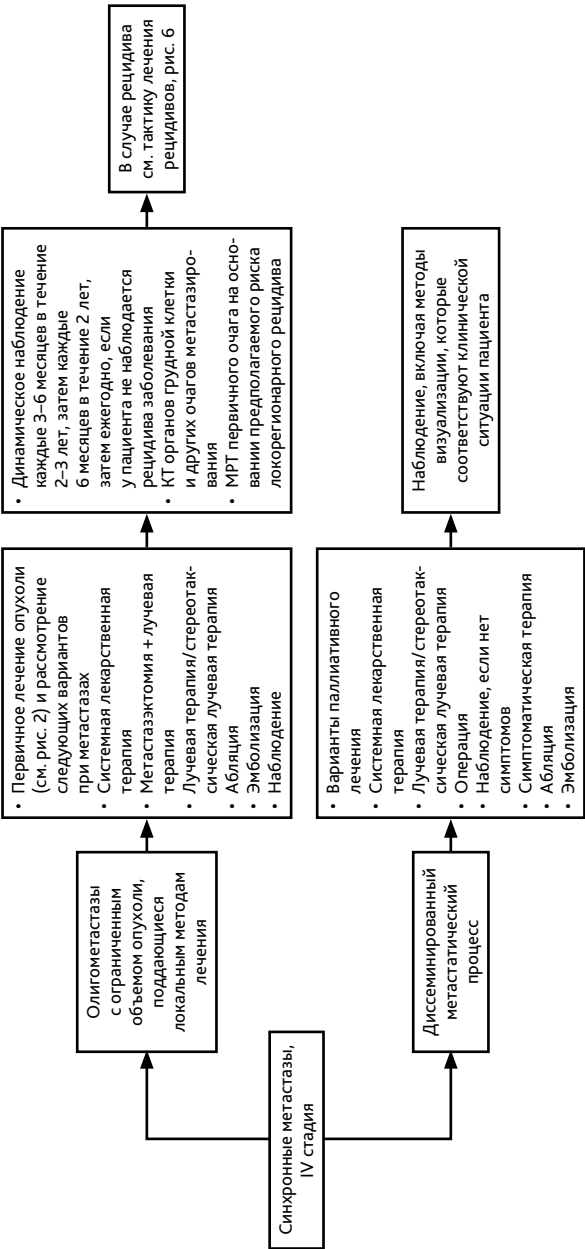 Синхронные метастазы,
IV стадия
Олигометастазы
с ограниченным
объемом опухоли,
поддающиеся
локальным методам
лечения
• Первичное лечение опухоли
(см. рис. 2) и рассмотрение
следующих вариантов
при метастазах
• Системная лекарственная
терапия
• Метастазэктомия + лучевая
терапия
• Лучевая терапия/стереотак-
сическая лучевая терапия
• Абляция
• Эмболизация
• Наблюдение
• Динамическое наблюдение
каждые 3–6 месяцев в течение
2–3 лет, затем каждые
6 месяцев в течение 2 лет,
затем ежегодно, если
у пациента не наблюдается
рецидива заболевания
• КТ органов грудной клетки
и других очагов метастазиро-
вания
• МРТ первичного очага на осно-
вании предполагаемого риска
локорегионарного рецидива
В случае рецидива
см. тактику лечения
рецидивов, рис. 6
Диссеминированный
метастатический
процесс
• Варианты паллиативного
лечения
• Системная лекарственная
терапия
• Лучевая терапия/стереотак-
сическая лучевая терапия
• Операция
• Наблюдение, если нет
симптомов
• Симптоматическая терапия
• Абляция
• Эмболизация
Наблюдение, включая методы
визуализации, которые
соответствуют клинической
ситуации пациента